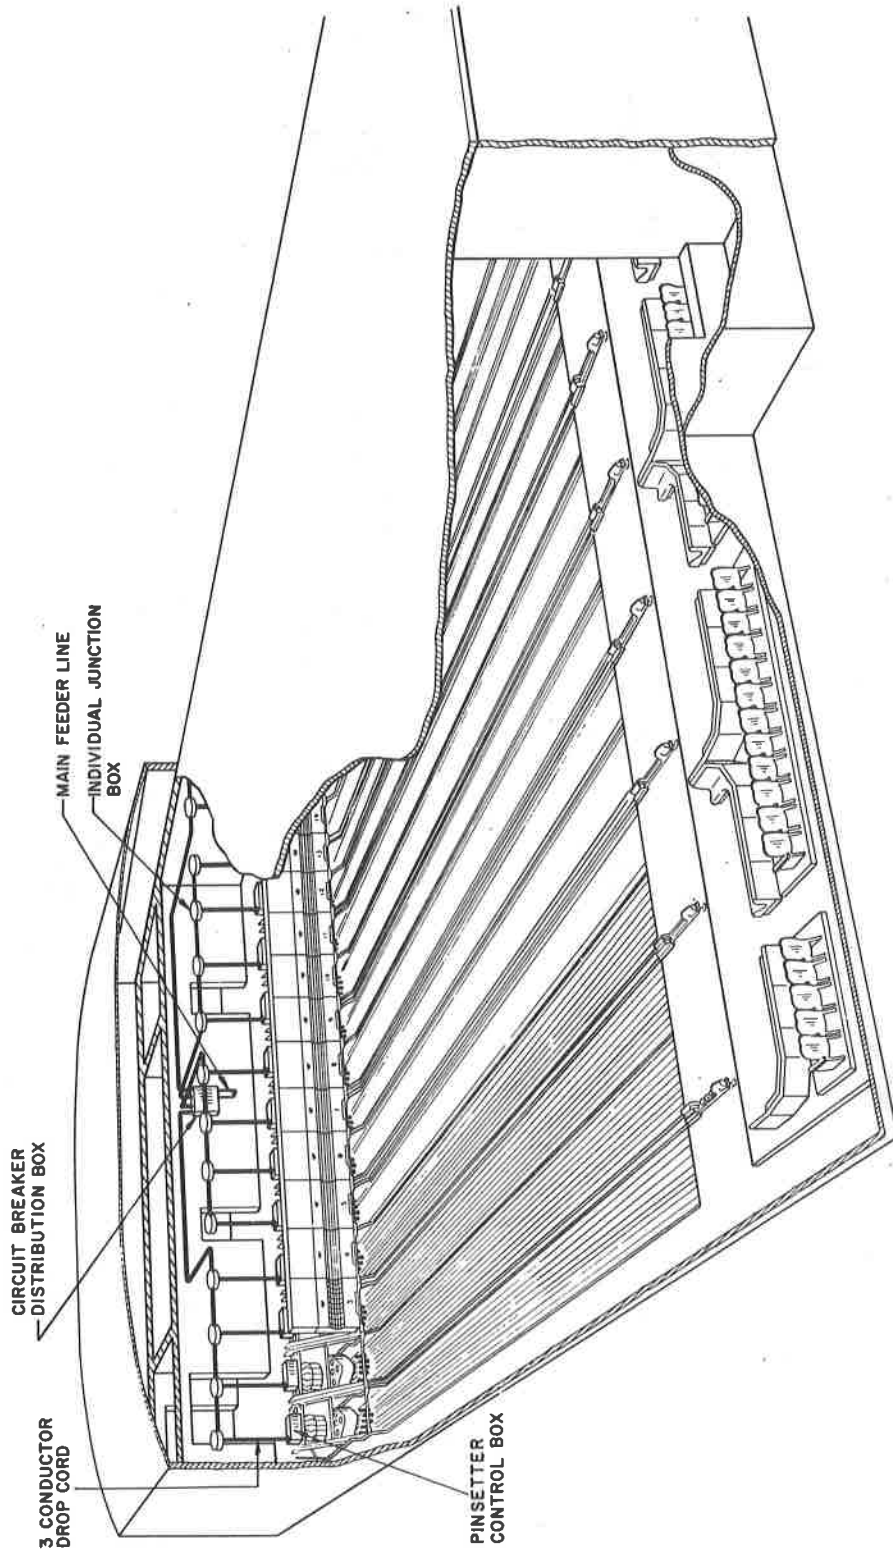 3 CONDUCTOR
DROP CORD
CIRCUIT BREAKER
DISTRIBUTION BOX
MAIN FEEDER LINE
INDIVIDUAL JUNCTION
BOX
PINSETTER
CONTROL BOX